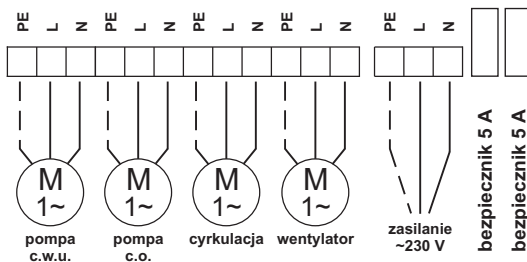 PE L N PE L N PE L N PE L N PE L N
M 1~
M 1~
M 1~
M 1~
pompa c.w.u.
pompa c.o.
cyrkulacja
wentylator
zasilanie ~230 V
bezpiecznik 5 A
bezpiecznik 5 A